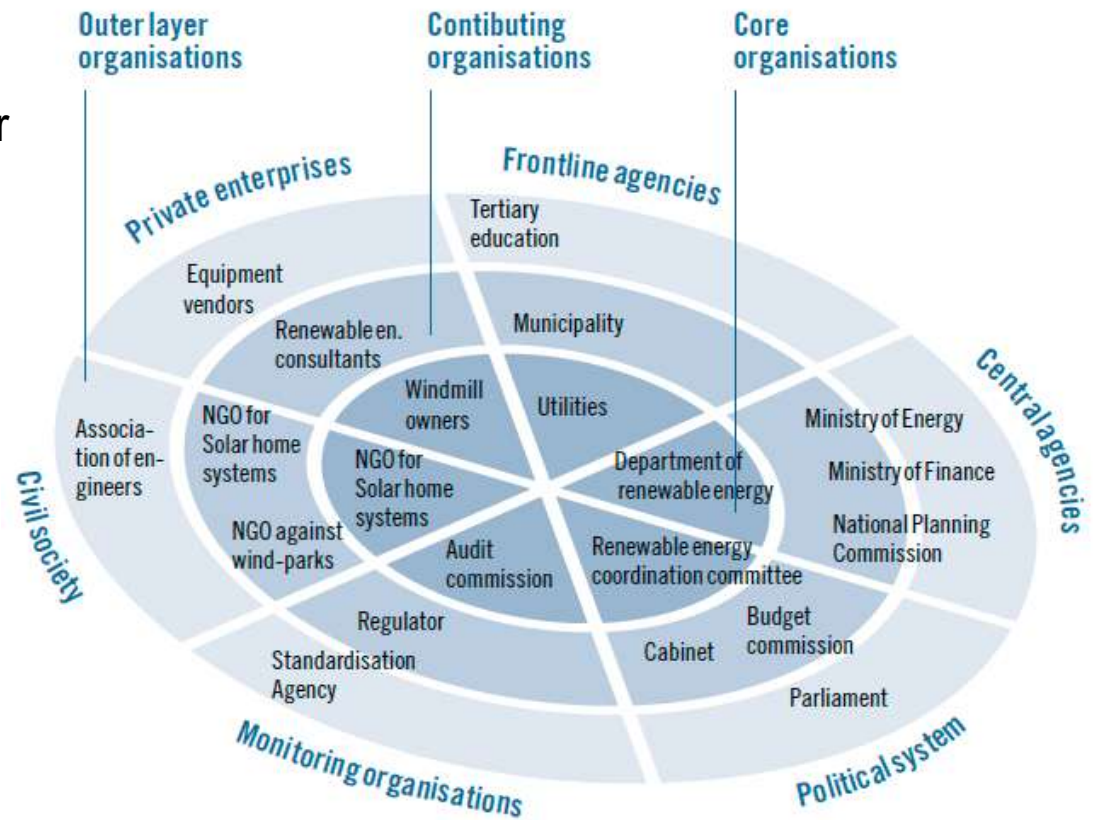 Outer layer
organisations
Contibuting
organisations
Core
organisations
r
Private enterprises
Frontline agencies
Central agencies
Political system
Monitoring organisations
Civil society
Tertiary
education
Equipment
vendors
Renewable en.
consultants
Municipality
Windmill
owners
Utilities
Ministry of Energy
Ministry of Finance
National Planning
Commission
Associa-
tion of en-
gineers
NGO for
Solar home
systems
NGO for
Solar home
systems
Department of
renewable energy
NGO against
wind-parks
Audit
commission
Renewable energy
coordination committee
Regulator
Standardisation
Agency
Cabinet
Budget
commission
Parliament